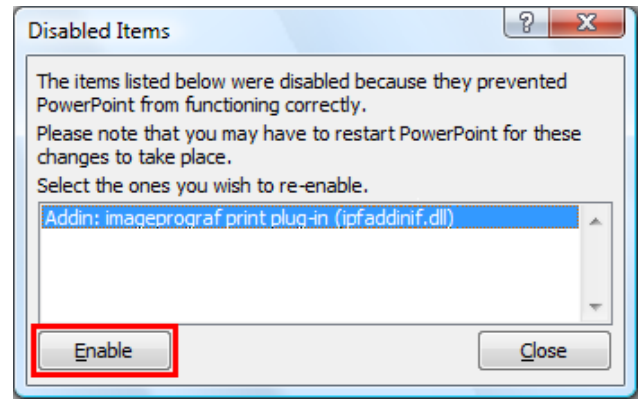 Disabled Items
The items listed below were disabled because they prevented
PowerPoint from functioning correctly.
Please note that you may have to restart PowerPoint for these
changes to take place.
Select the ones you wish to re-enable.
Addin: imageprograf print plug-in (ipfaddinif.dll)
Enable Close